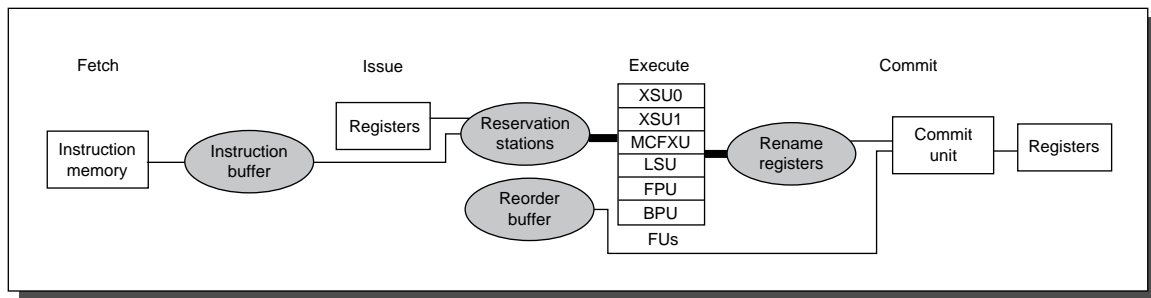 Fetch
Issue
Execute
Commit
Instruction
memory
Instruction
buffer
Registers
Reservation
stations
Reorder
buffer
XSU0
XSU1
MCFXU
LSU
FPU
BPU
FUs
Rename
registers
Commit
unit
Registers